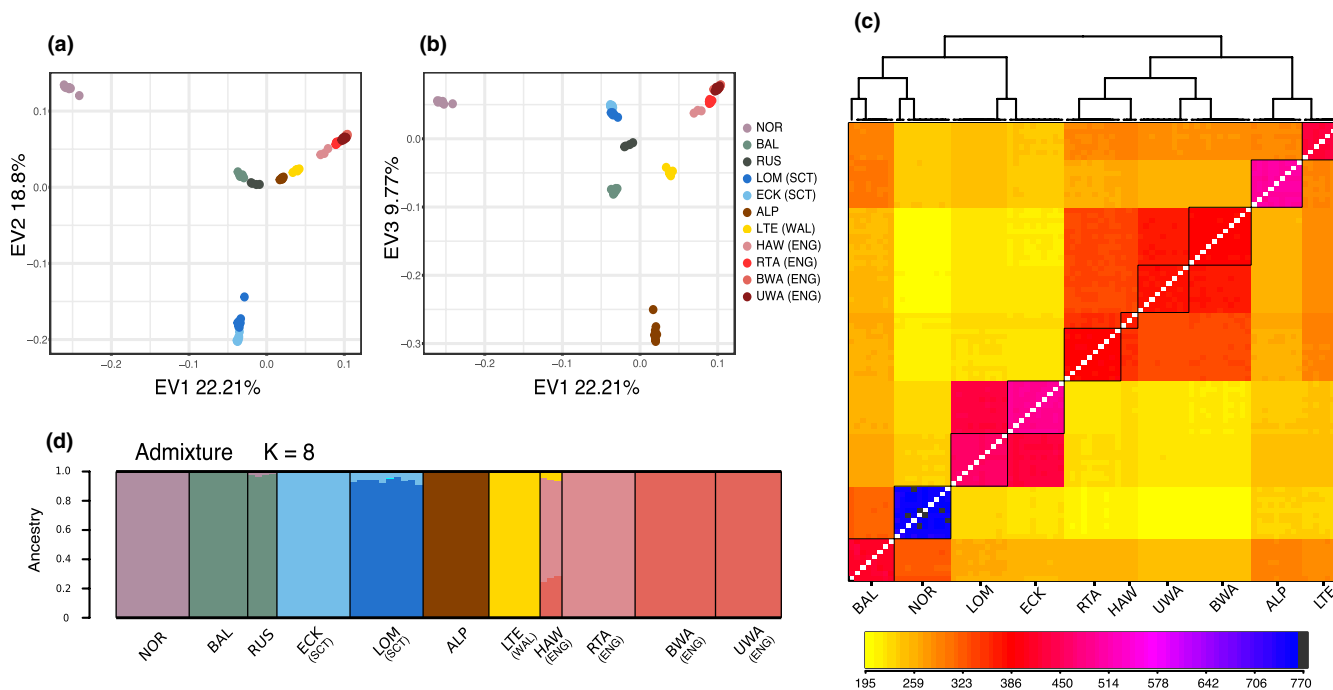 (a)
0.1
0.0
−0.1
−0.2
−0.2
−0.1
0.0
0.1
EV2 18.8%
EV1 22.21%
(b)
0.0
−0.1
−0.2
−0.3
−0.2
−0.1
0.0
0.1
EV3 9.77%
EV1 22.21%
NOR
BAL
RUS
LOM (SCT)
ECK (SCT)
ALP
LTE (WAL)
HAW (ENG)
RTA (ENG)
BWA (ENG)
UWA (ENG)
(c)
BAL
NOR
LOM
ECK
RTA
HAW
UWA
BWA
ALP
LTE
195 259 323 386 450 514 578 642 706 770
(d)
Admixture K = 8
Ancestry
1.0
0.8
0.6
0.4
0.2
0
NOR
BAL
RUS
ECK
(SCT)
LOM
(SCT)
ALP
LTE
(WAL)
HAW
(ENG)
RTA
(ENG)
BWA
(ENG)
UWA
(ENG)